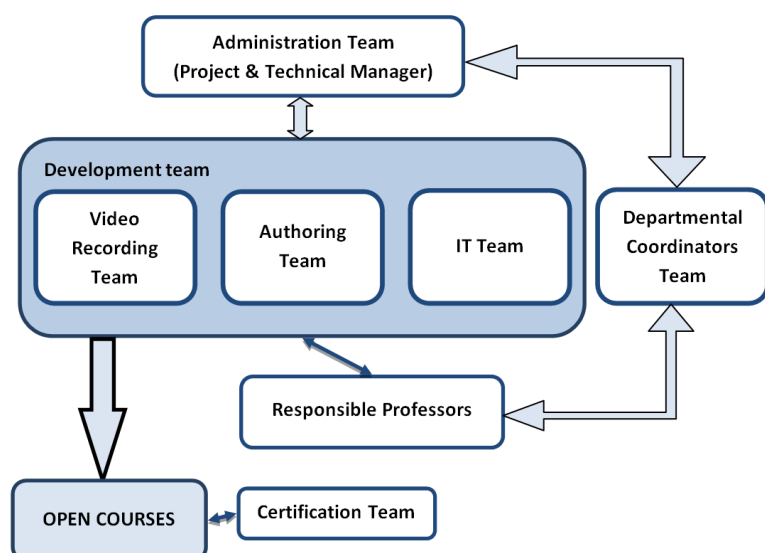 Administration Team
(Project & Technical Manager)
Development team
Video
Recording
Team
Authoring
Team
IT Team
Departmental
Coordinators
Team
Responsible Professors
OPEN COURSES
Certification Team